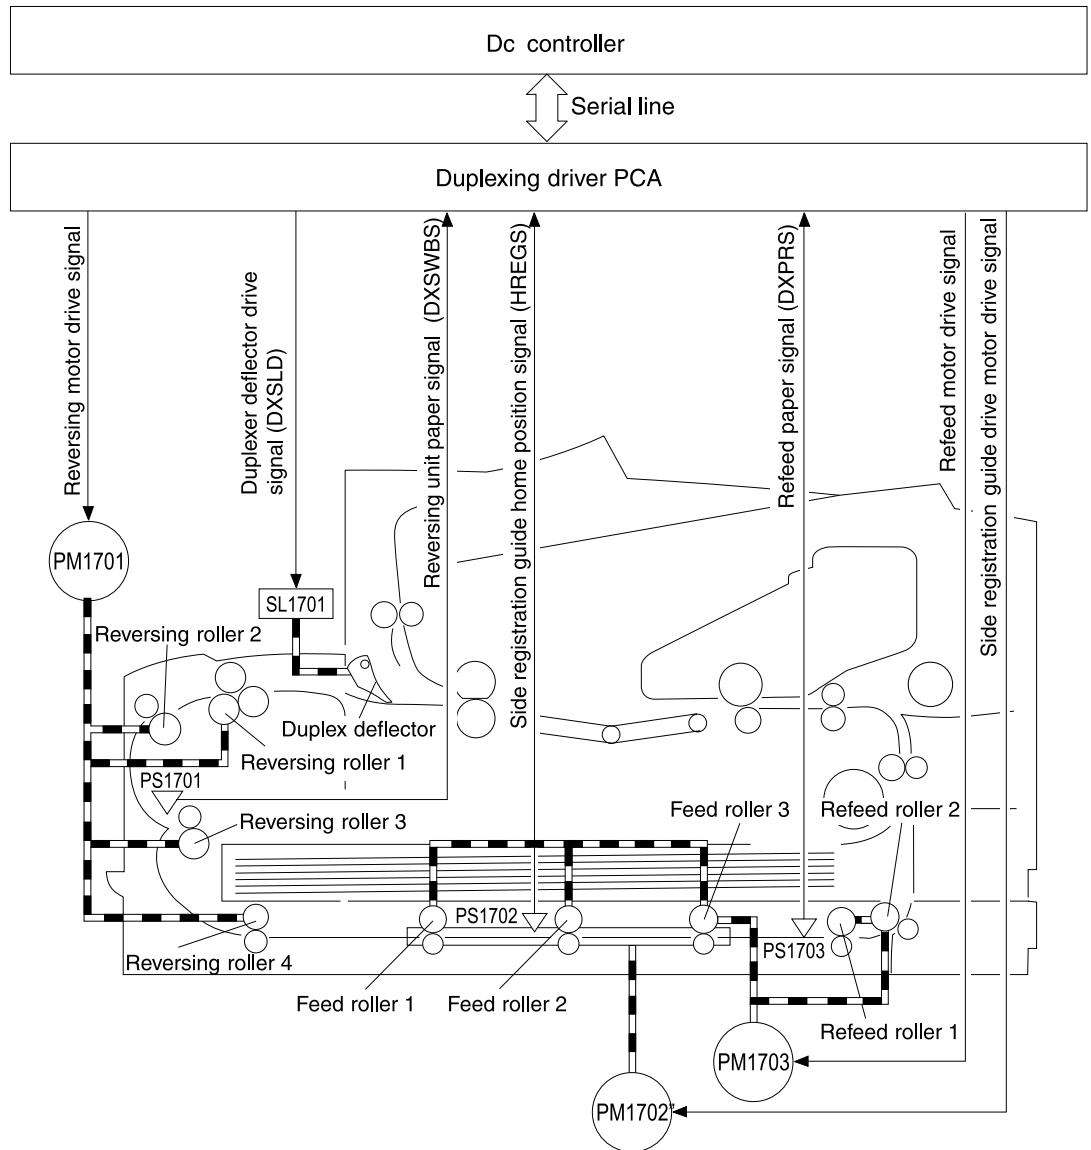 Dc controller
Serial line
Duplexing driver PCA
Reversing motor drive signal
Duplexer deflector drive
signal (DXSLD)
Reversing unit paper signal (DXSWBS)
Side registration guide home position signal (HREGS)
Refeed paper signal (DXPRS)
Refeed motor drive signal
Side registration guide drive motor drive signal
PM1701
SL1701
Reversing roller 2
Duplex deflector
Reversing roller 1
PS1701
Reversing roller 3
Feed roller 3
Refeed roller 2
PS1702
PS1703
Reversing roller 4
Feed roller 1
Feed roller 2
Refeed roller 1
PM1703
PM1702"